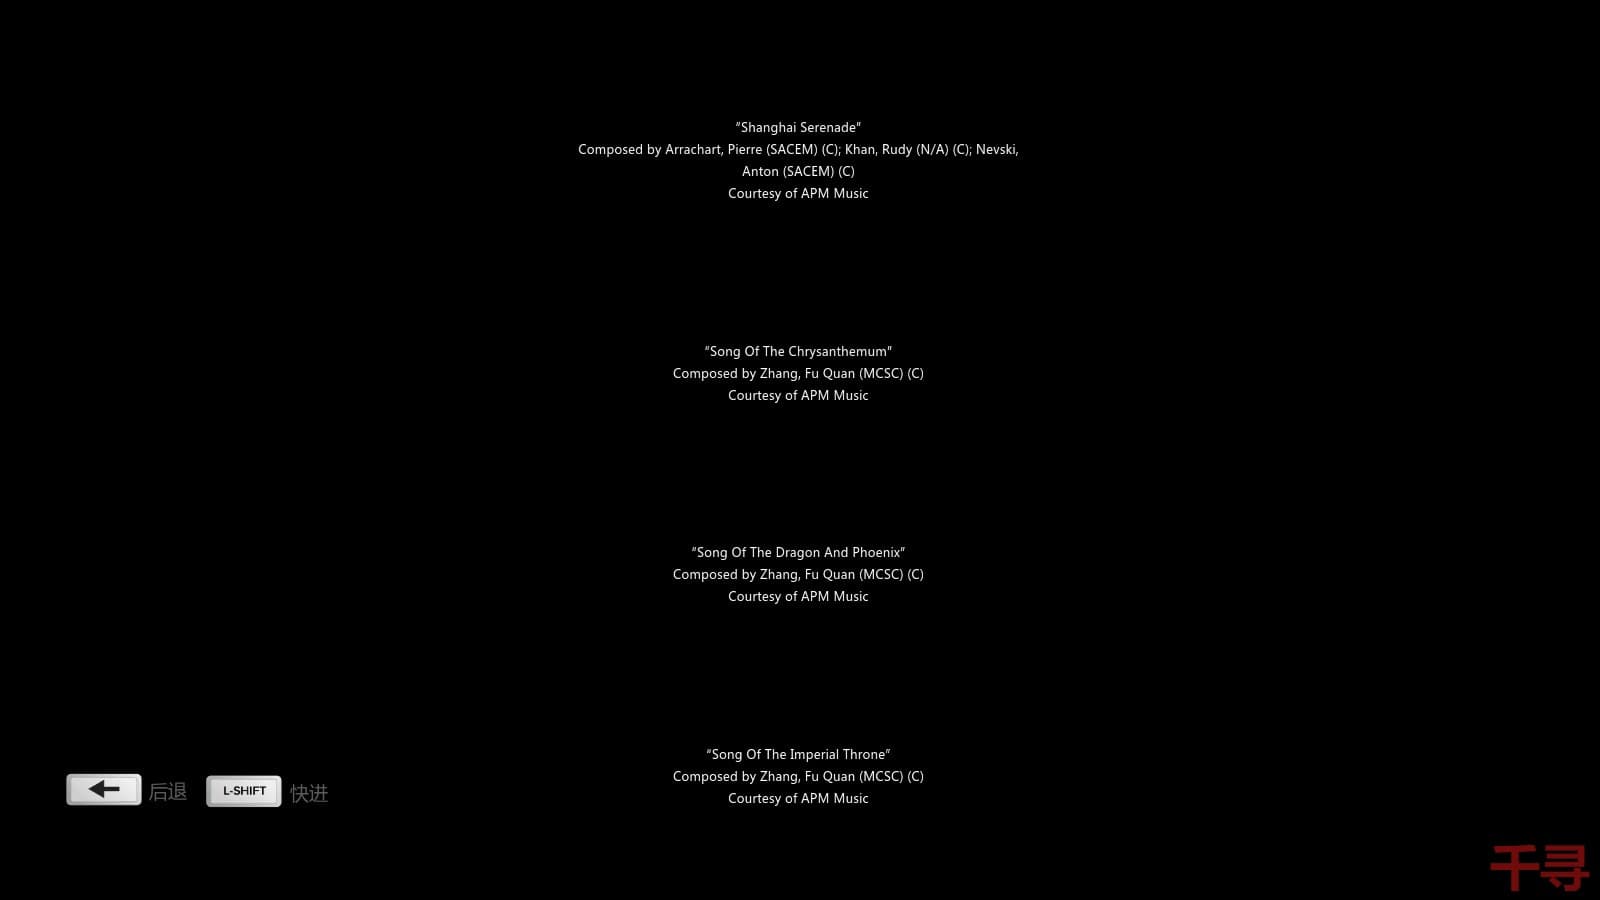 "Shanghai Serenade"
Composed by Arrachart, Pierre (SACEM) (C); Khan, Rudy (N/A) (C); Nevski,
Anton (SACEM) (C)
Courtesy of APM Music
"Song Of The Chrysanthemum"
Composed by Zhang, Fu Quan (MCSC) (C)
Courtesy of APM Music
"Song Of The Dragon And Phoenix"
Composed by Zhang, Fu Quan (MCSC) (C)
Courtesy of APM Music
"Song Of The Imperial Throne"
Composed by Zhang, Fu Quan (MCSC) (C)
Courtesy of APM Music
后退 L-SHIFT 快进
千寻